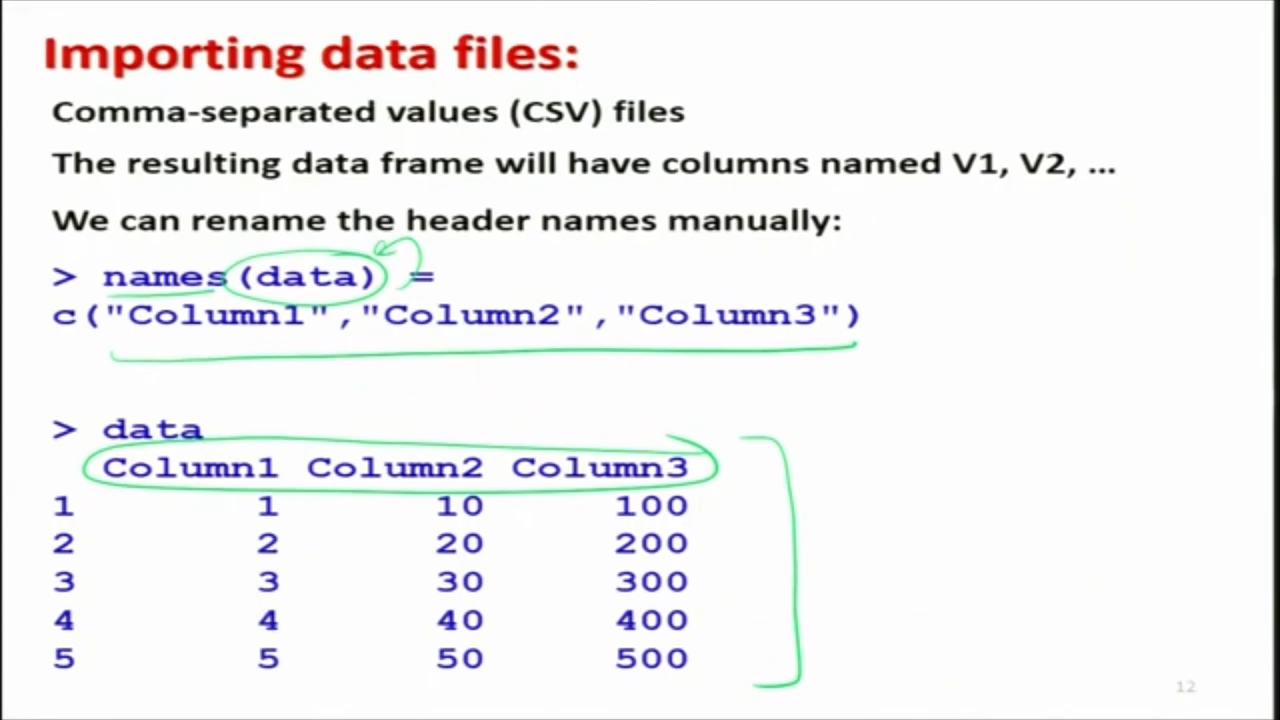 Importing data files:
Comma-separated values (CSV) files
The resulting data frame will have columns named V1, V2, ...
We can rename the header names manually:
> names(data) =
c("Column1","Column2","Column3")
> data
Column1 Column2 Column3
1 1 10 100
2 2 20 200
3 3 30 300
4 4 40 400
5 5 50 500
12